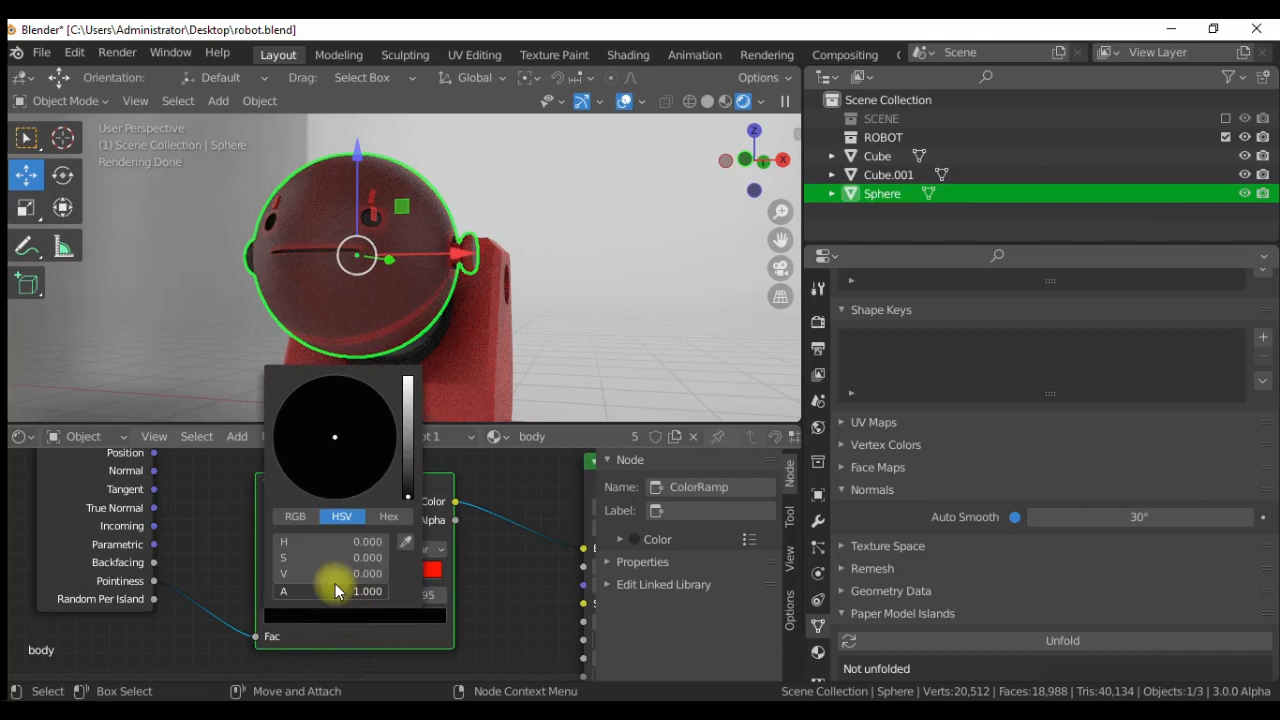 Blender* [C:\Users\Administrator\Desktop\robot.blend]
File Edit Render Window Help Layout Modeling Sculpting UV Editing Texture Paint Shading Animation Rendering Compositing Scene View Layer
Orientation: Default Drag: Select Box Global Options
Object Mode View Select Add Object
User Perspective
(1) Scene Collection | Sphere
Rendering Done
Z
X
Scene Collection
SCENE
ROBOT
Cube
Cube.001
Sphere
Shape Keys
UV Maps
Vertex Colors
Face Maps
Normals
Auto Smooth 30°
Texture Space
Remesh
Geometry Data
Paper Model Islands
Unfold
Not unfolded
Object View Select Add body 5
Position
Normal
Tangent
True Normal
Incoming
Parametric
Backfacing
Pointiness
Random Per Island
body
RGB HSV Hex
H 0.000
S 0.000
V 0.000
A 1.000
Color
Alpha
95
Fac
Node
Name: ColorRamp
Label:
Color
Properties
Edit Linked Library
Node
Tool
View
Options
Select Box Select Move and Attach Node Context Menu Scene Collection | Sphere | Verts:20,512 | Faces:18,988 | Tris:40,134 | Objects:1/3 | 3.0.0 Alpha